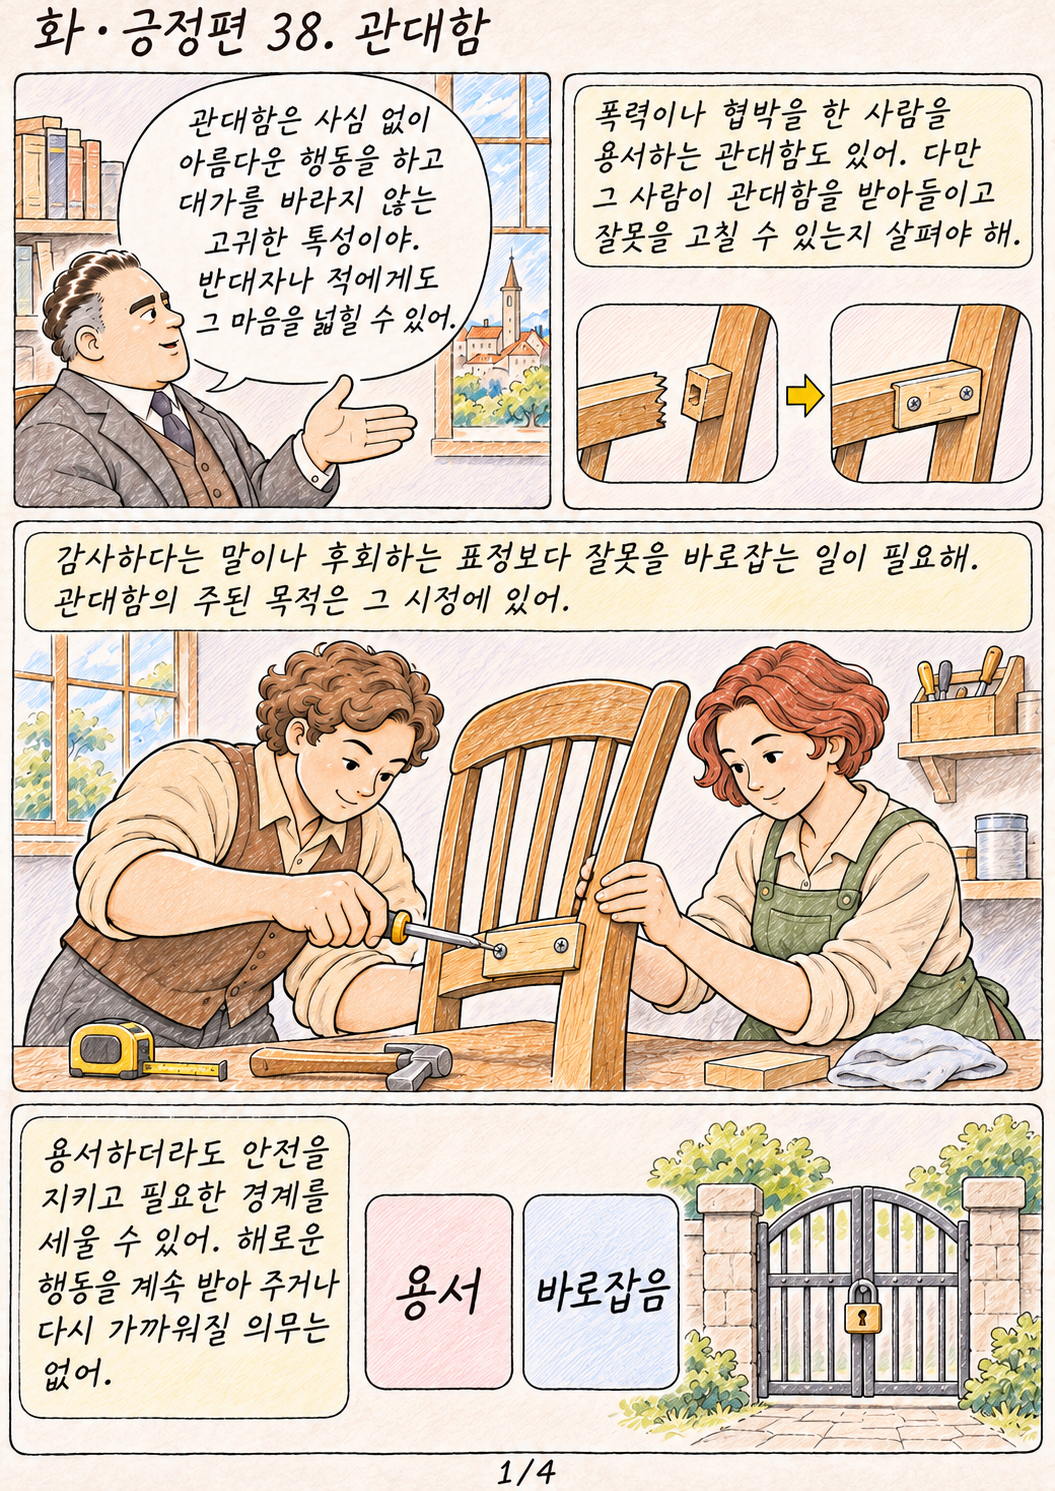 화·긍정편 38. 관대함
관대함은 사심 없이
아름다운 행동을 하고
대가를 바라지 않는
고귀한 특성이야.
반대자나 적에게도
그 마음을 넓힐 수 있어.
폭력이나 협박을 한 사람을
용서하는 관대함도 있어. 다만
그 사람이 관대함을 받아들이고
잘못을 고칠 수 있는지 살펴야 해.
감사하다는 말이나 후회하는 표정보다 잘못을 바로잡는 일이 필요해.
관대함의 주된 목적은 그 시정에 있어.
용서하더라도 안전을
지키고 필요한 경계를
세울 수 있어. 해로운
행동을 계속 받아 주거나
다시 가까워질 의무는
없어.
용서
바로잡음
1/4